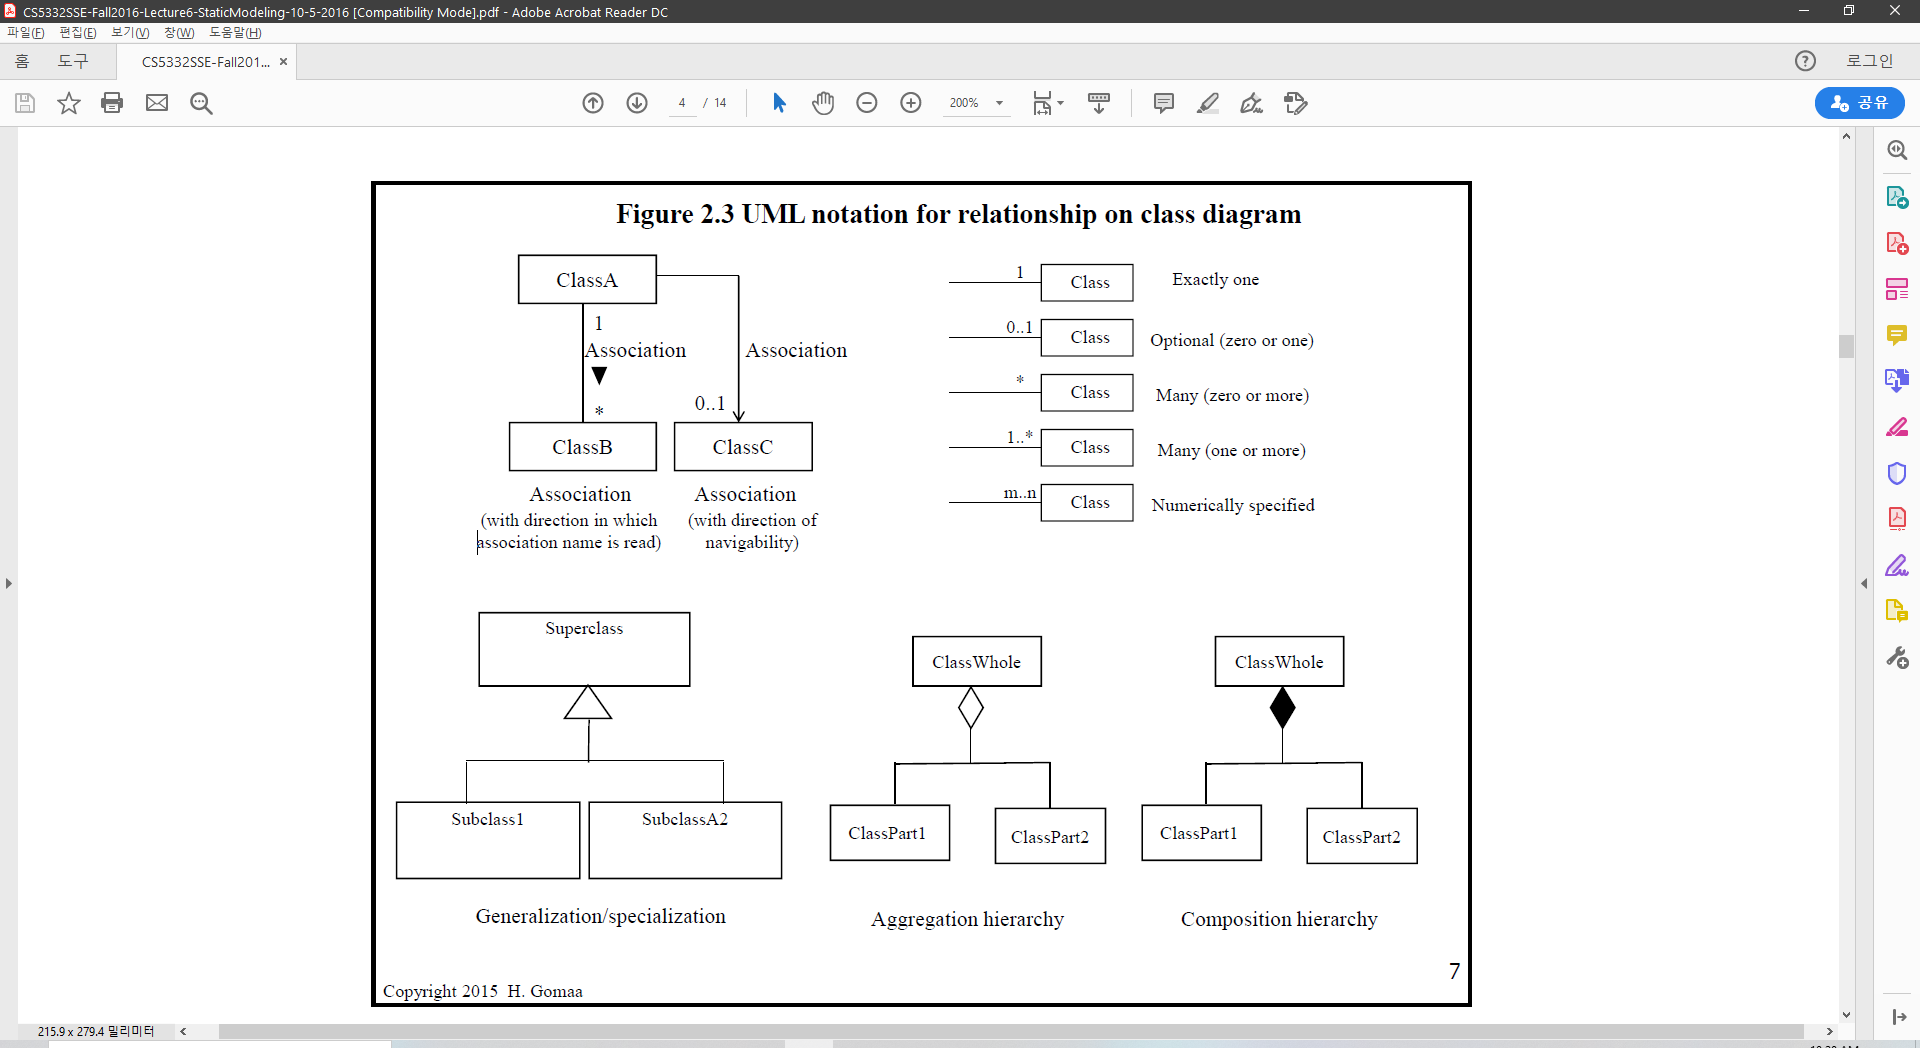 CS5332SSE-Fall2016-Lecture6-StaticModeling-10-5-2016 [Compatibility Mode].pdf - Adobe Acrobat Reader DC
파일(F) 편집(E) 보기(V) 창(W) 도움말(H)
홈 도구 CS5332SSE-Fall201... × 로그인
4 / 14 200% 공유
Figure 2.3 UML notation for relationship on class diagram
ClassA
1
Association
*
ClassB
Association
(with direction in which
association name is read)
Association
0..1
ClassC
Association
(with direction of
navigability)
1 Class Exactly one
0..1 Class Optional (zero or one)
* Class Many (zero or more)
1..* Class Many (one or more)
m..n Class Numerically specified
Superclass
Subclass1 SubclassA2
Generalization/specialization
ClassWhole
ClassPart1 ClassPart2
Aggregation hierarchy
ClassWhole
ClassPart1 ClassPart2
Composition hierarchy
7
Copyright 2015 H. Gomaa
215.9 x 279.4 밀리미터